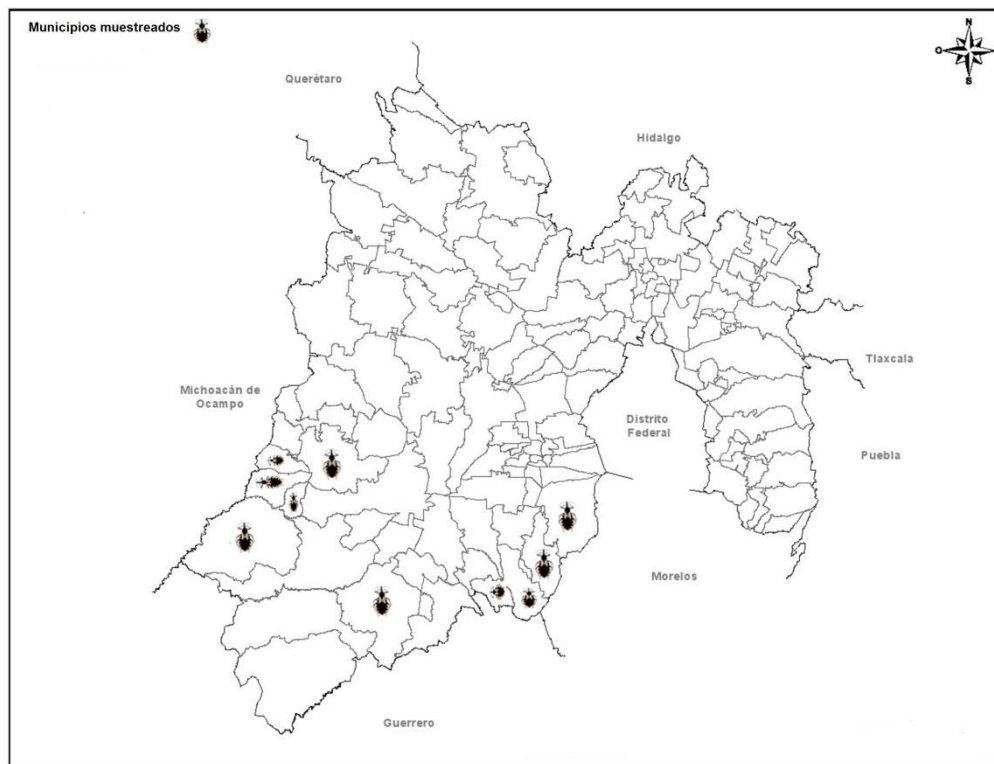 Municipios muestreados
N
O
S
Querétaro
Hidalgo
Tlaxcala
Michoacán de
Ocampo
Distrito
Federal
Puebla
Morelos
Guerrero